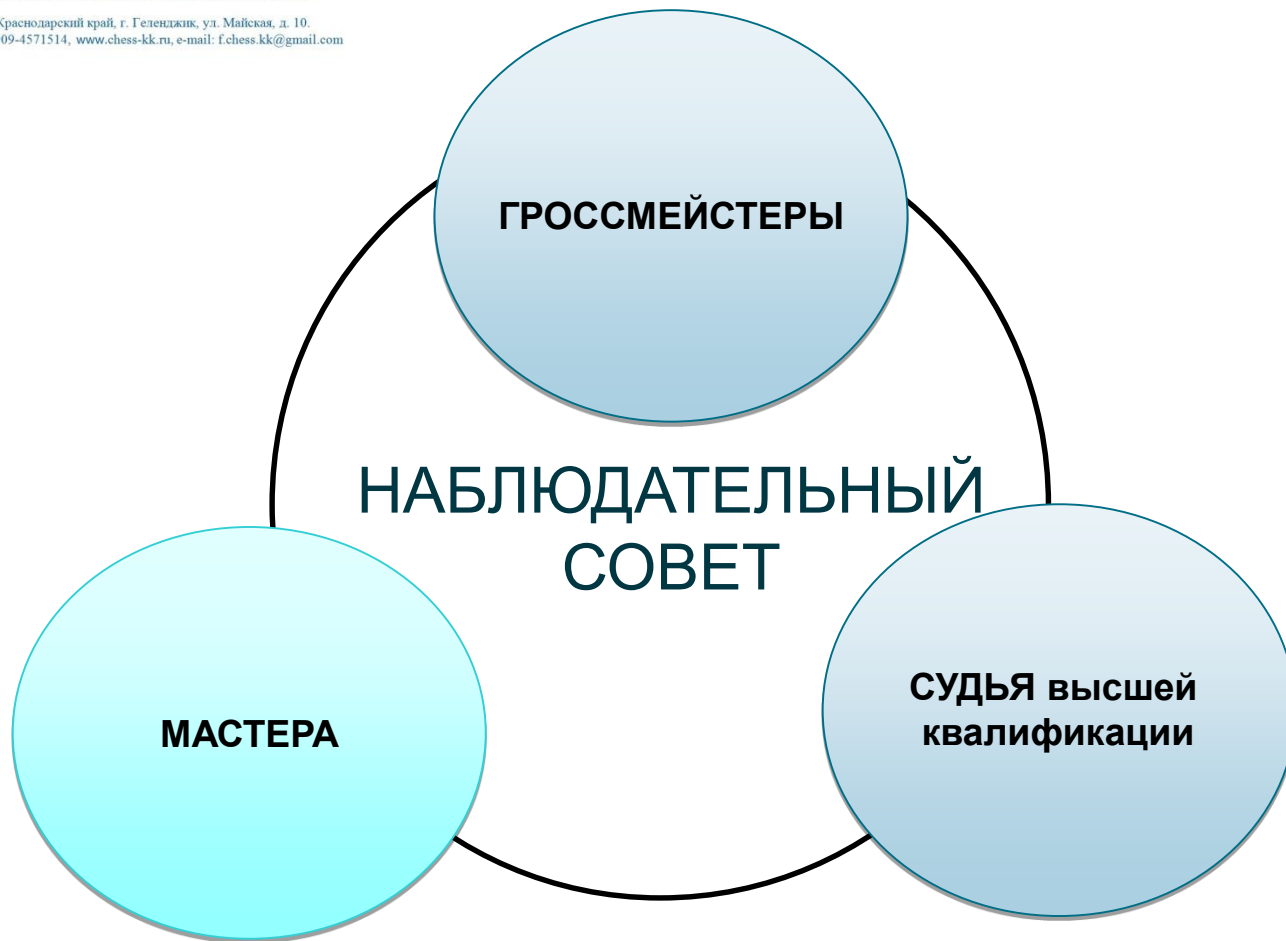 Краснодарский край, г. Геленджик, ул. Майская, д. 10.
09-4571514, www.chess-kk.ru, e-mail: f.chess.kk@gmail.com
ГРОССМЕЙСТЕРЫ
НАБЛЮДАТЕЛЬНЫЙ
СОВЕТ
МАСТЕРА
СУДЬЯ высшей
квалификации